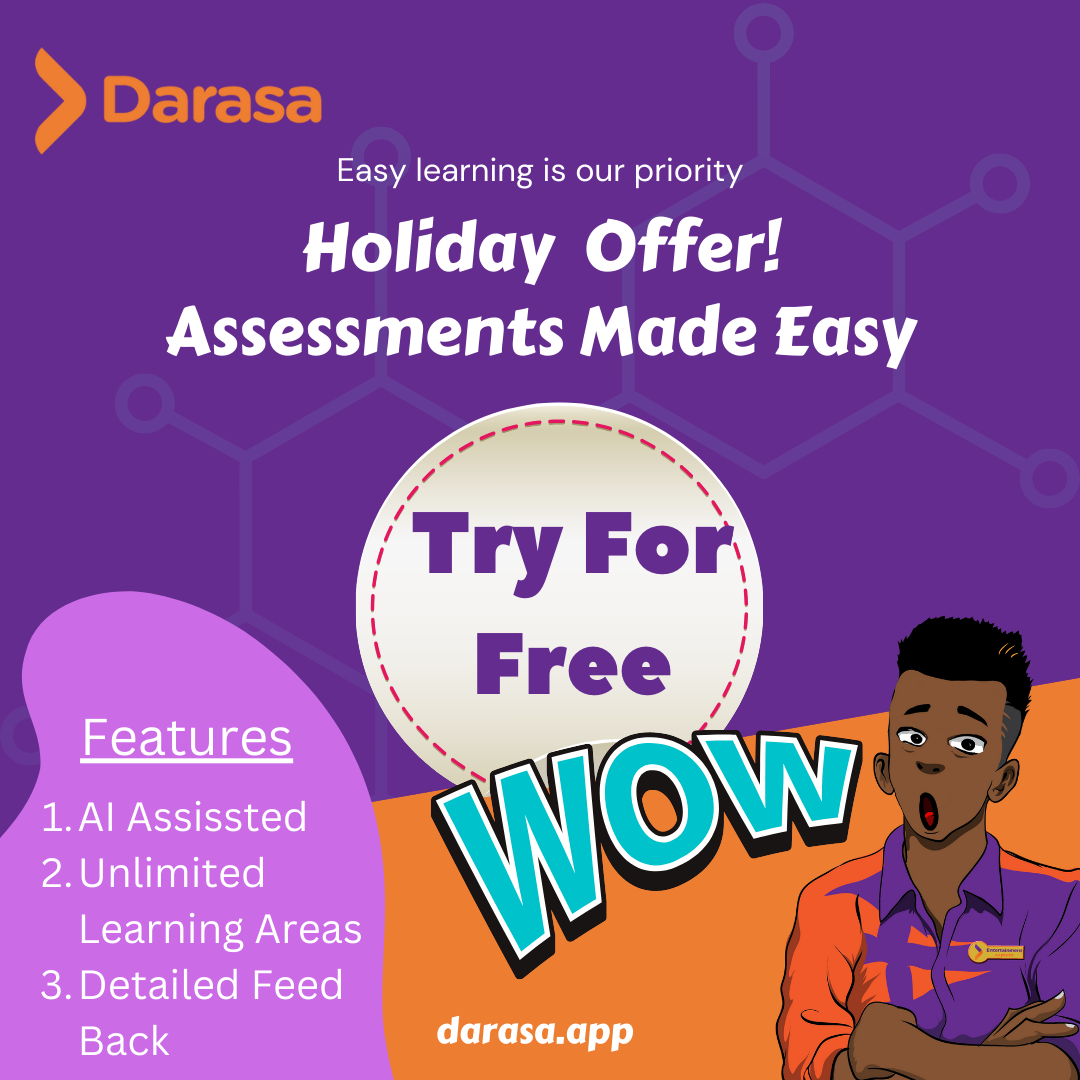 Darasa
Easy learning is our priority
Holiday Offer!
Assessments Made Easy
Try For
Free
WOW
Features
1. AI Assissted
2. Unlimited
Learning Areas
3. Detailed Feed
Back
Entertainment
darasa.app